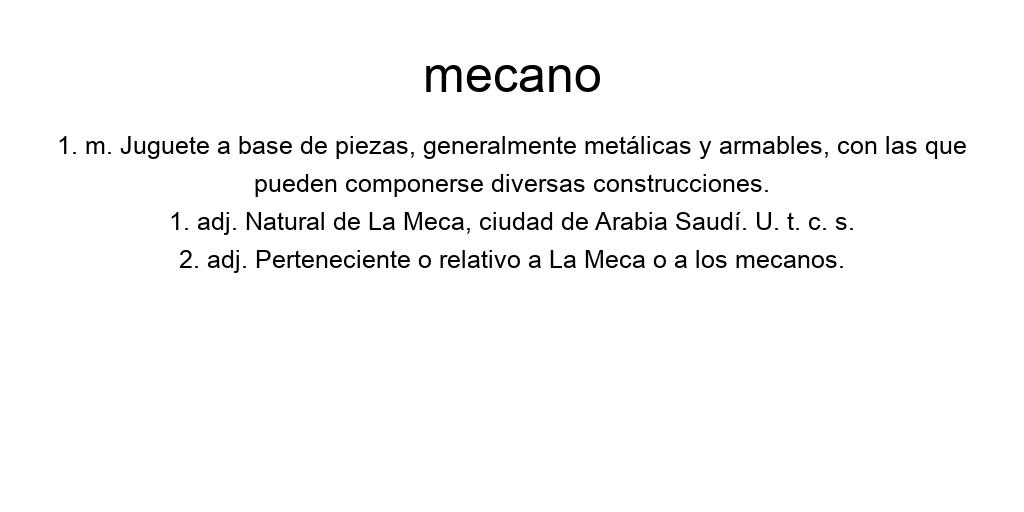 mecano
1. m. Juguete a base de piezas, generalmente metálicas y armables, con las que
pueden componerse diversas construcciones.
1. adj. Natural de La Meca, ciudad de Arabia Saudí. U. t. c. s.
2. adj. Perteneciente o relativo a La Meca o a los mecanos.